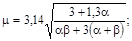 μ = 3,14√((3 + 1,3α)/(αβ + 3(α + β)));